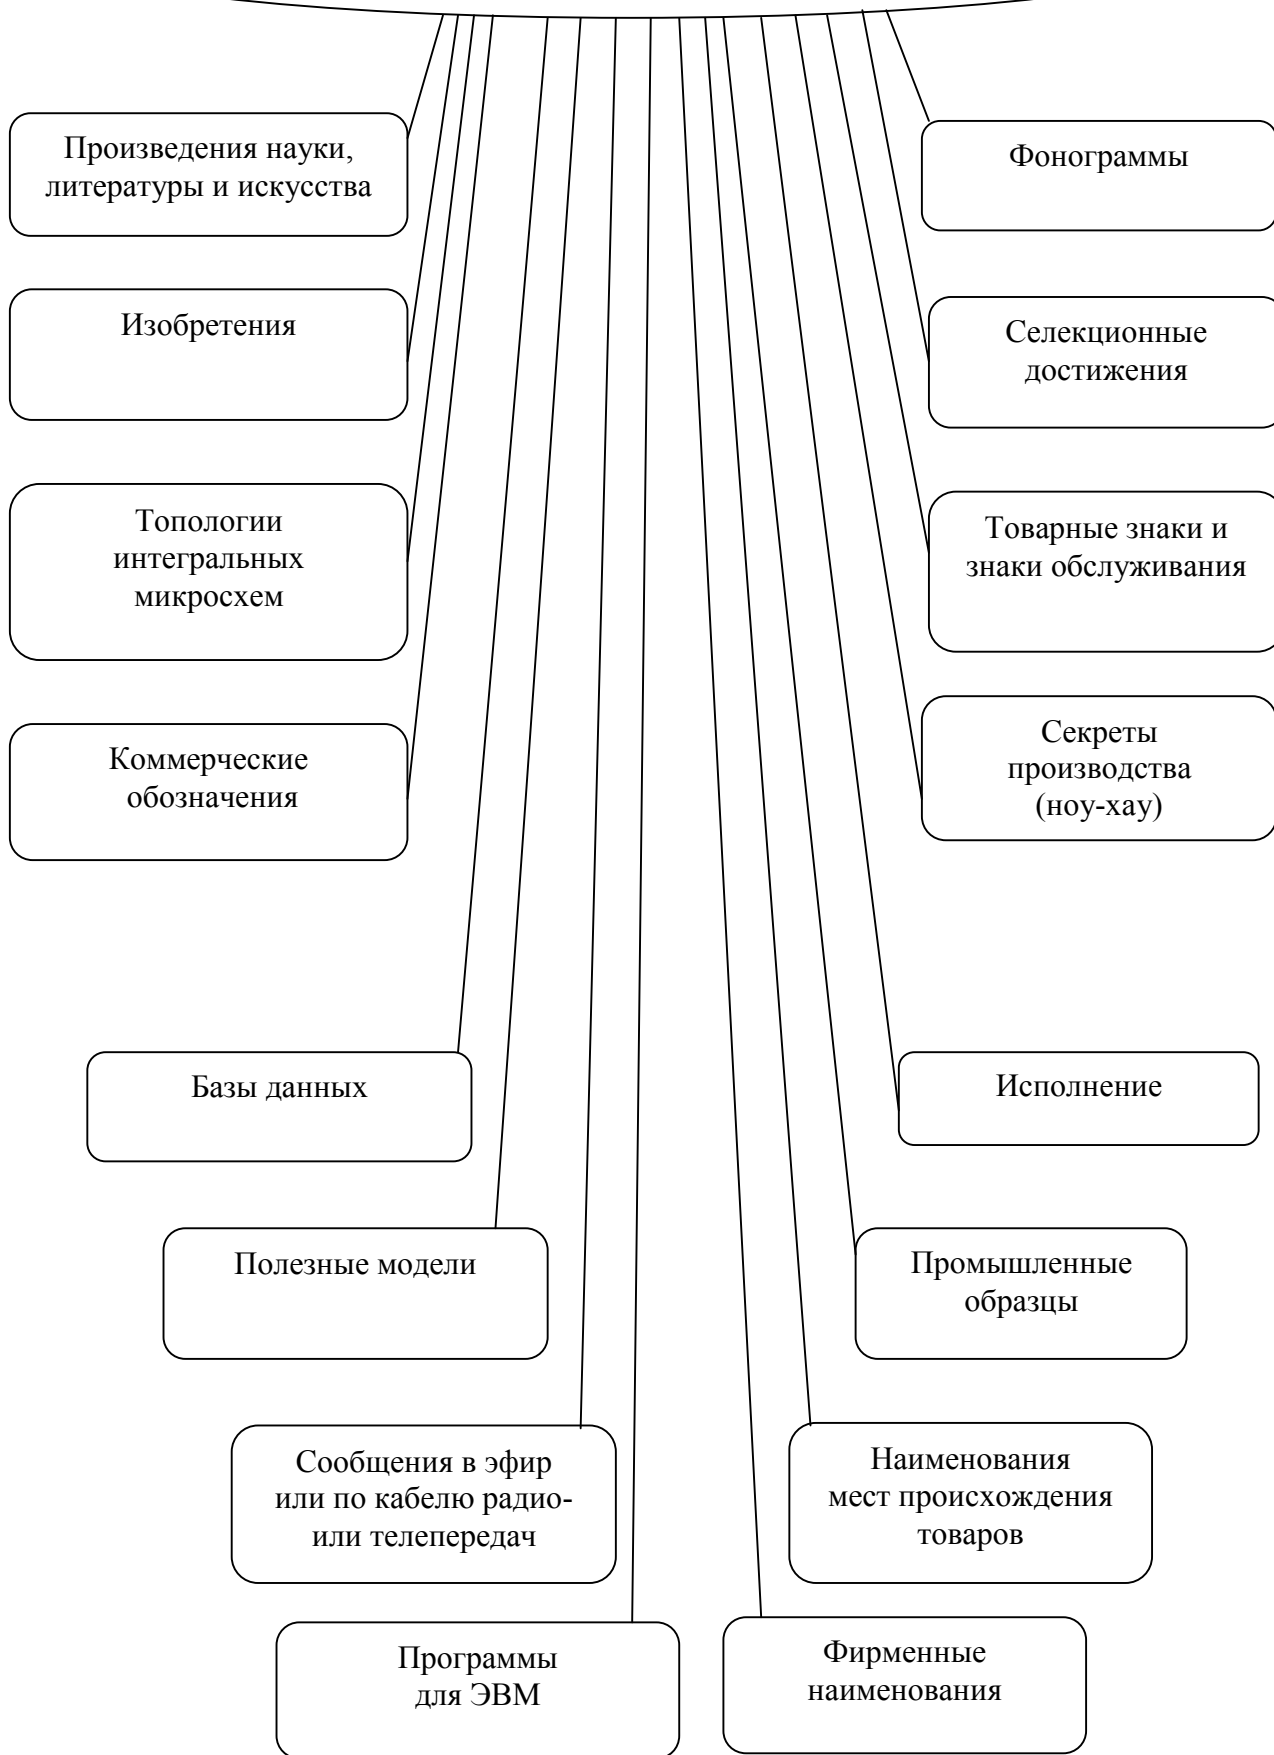 Произведения науки,
литературы и искусства
Фонограммы
Изобретения
Селекционные
достижения
Топологии
интегральных
микросхем
Товарные знаки и
знаки обслуживания
Коммерческие
обозначения
Секреты
производства
(ноу-хау)
Базы данных
Исполнение
Полезные модели
Промышленные
образцы
Сообщения в эфир
или по кабелю радио-
или телепередач
Наименования
мест происхождения
товаров
Программы
для ЭВМ
Фирменные
наименования